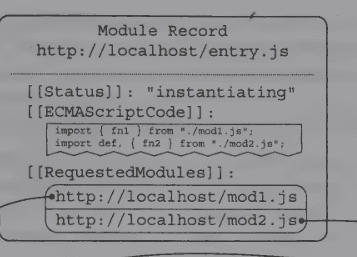 Module Record
http://localhost/entry.js
[[Status]]: "instantiating"
[[ECMAScriptCode]]:
import { fn1 } from "./mod1.js";
import def, { fn2 } from "./mod2.js";
[[RequestedModules]]:
http://localhost/mod1.js
http://localhost/mod2.js